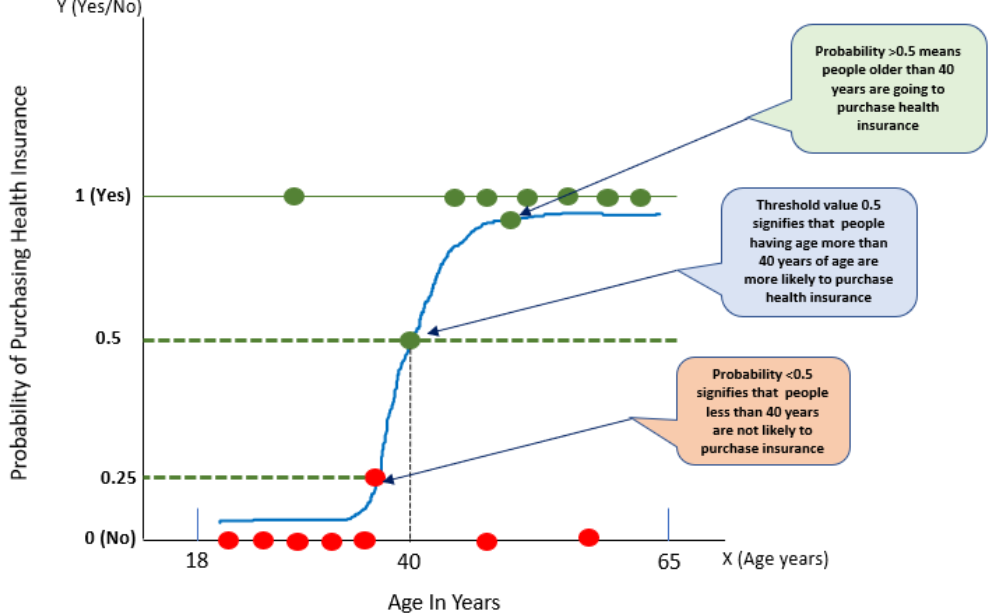 Y (Yes/No)
Probability of Purchasing Health Insurance
Probability >0.5 means
people older than 40
years are going to
purchase health
insurance
1 (Yes)
Threshold value 0.5
signifies that people
having age more than
40 years of age are
more likely to purchase
health insurance
0.5
Probability <0.5
signifies that people
less than 40 years
are not likely to
purchase insurance
0.25
0 (No)
18
40
65
X (Age years)
Age In Years